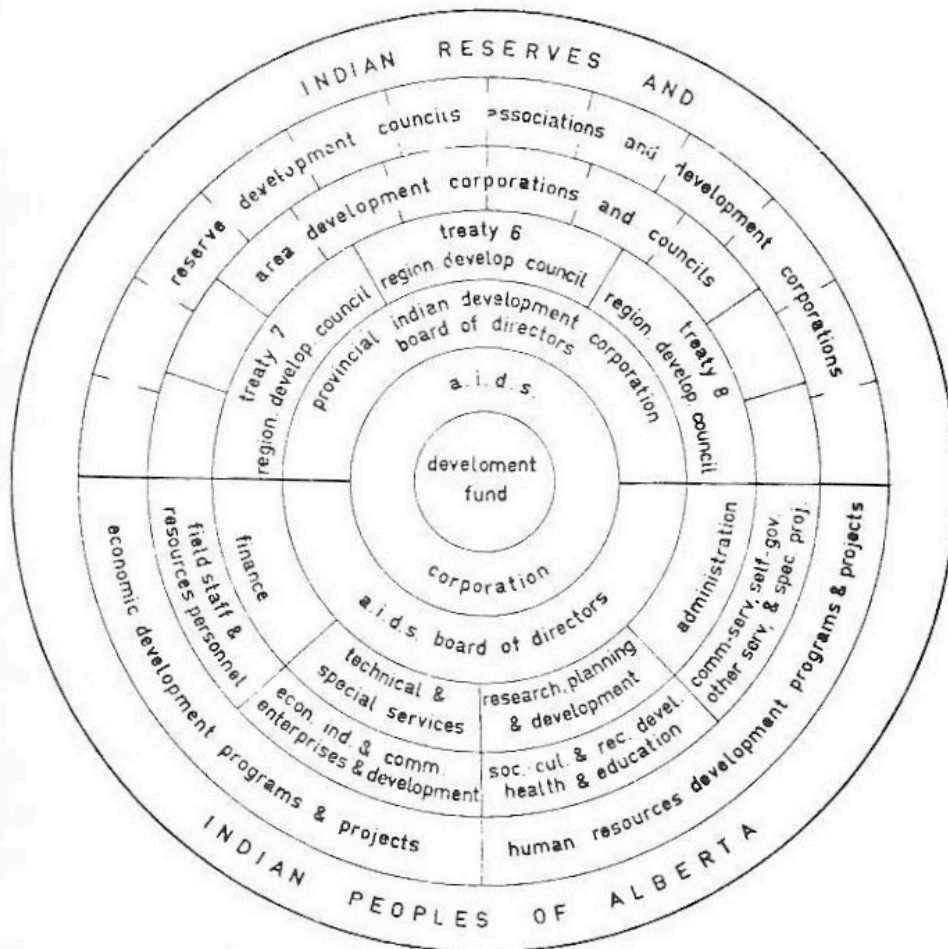 INDIAN RESERVES AND
reserve development councils associations and development corporations
area development corporations and councils
treaty 7
region. develop. council
treaty 6
region. develop council
treaty 8
region. develop. council
provincial indian development corporation
board of directors
a.i.d.s.
develoment
fund
corporation
a.i.d.s. board of directors
finance
technical &
special services
research, planning
& development
administration
field staff &
resources personnel
econ. ind. & comm.
enterprises & development
soc.-cul. & rec. devel.
health & education
comm-serv, self-gov.
other serv, & spec proj.
economic development programs & projects
human resources development programs & projects
INDIAN PEOPLES OF ALBERTA